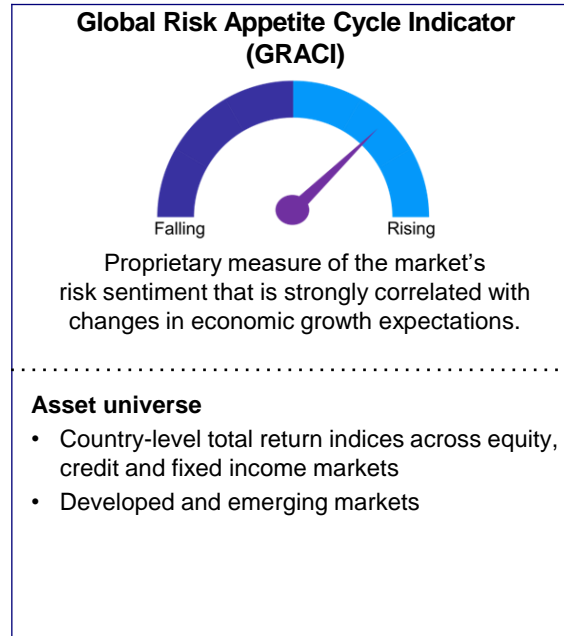 Global Risk Appetite Cycle Indicator
(GRACI)
Falling
Rising
Proprietary measure of the market’s
risk sentiment that is strongly correlated with
changes in economic growth expectations.
Asset universe
• Country-level total return indices across equity,
credit and fixed income markets
• Developed and emerging markets